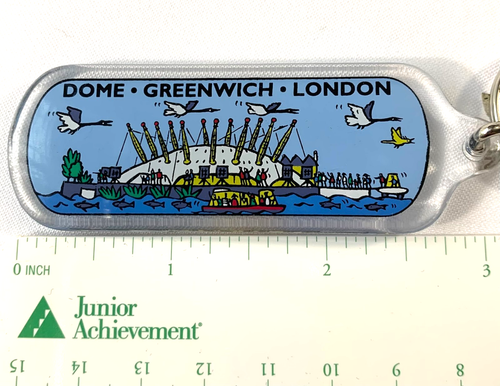 DOME • GREENWICH • LONDON
0 INCH 1 2 3
Junior
Achievement®
15 14 13 12 11 10 9 8